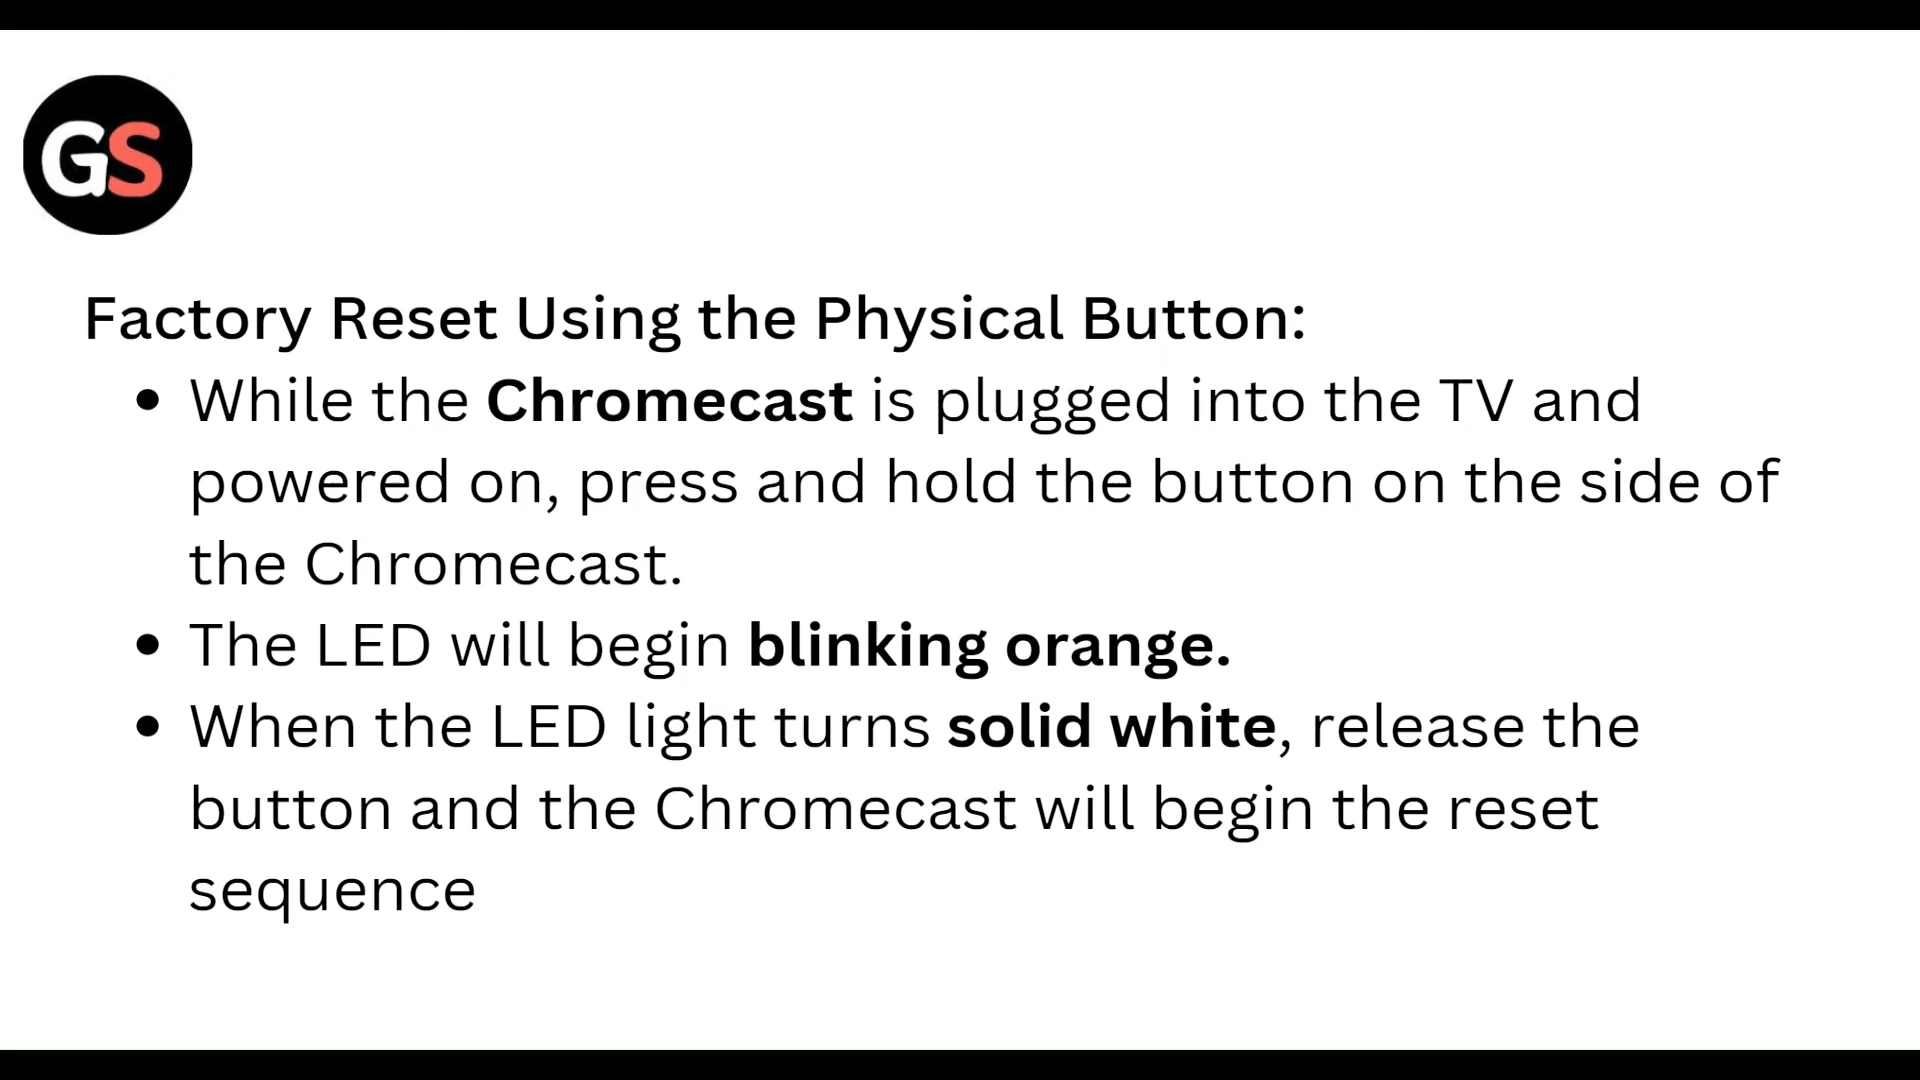 GS
Factory Reset Using the Physical Button:
• While the Chromecast is plugged into the TV and
powered on, press and hold the button on the side of
the Chromecast.
• The LED will begin blinking orange.
• When the LED light turns solid white, release the
button and the Chromecast will begin the reset
sequence